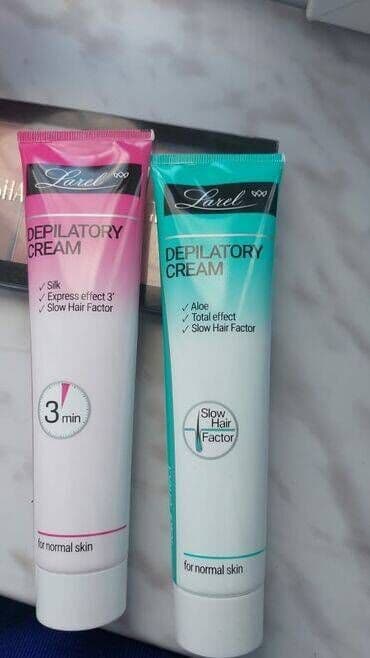 Larel
DEPILATORY
CREAM
✓ Silk
✓ Express effect 3'
✓ Slow Hair Factor
3 min
for normal skin
Larel
DEPILATORY
CREAM
✓ Aloe
✓ Total effect
✓ Slow Hair Factor
Slow
Hair
Factor
for normal skin